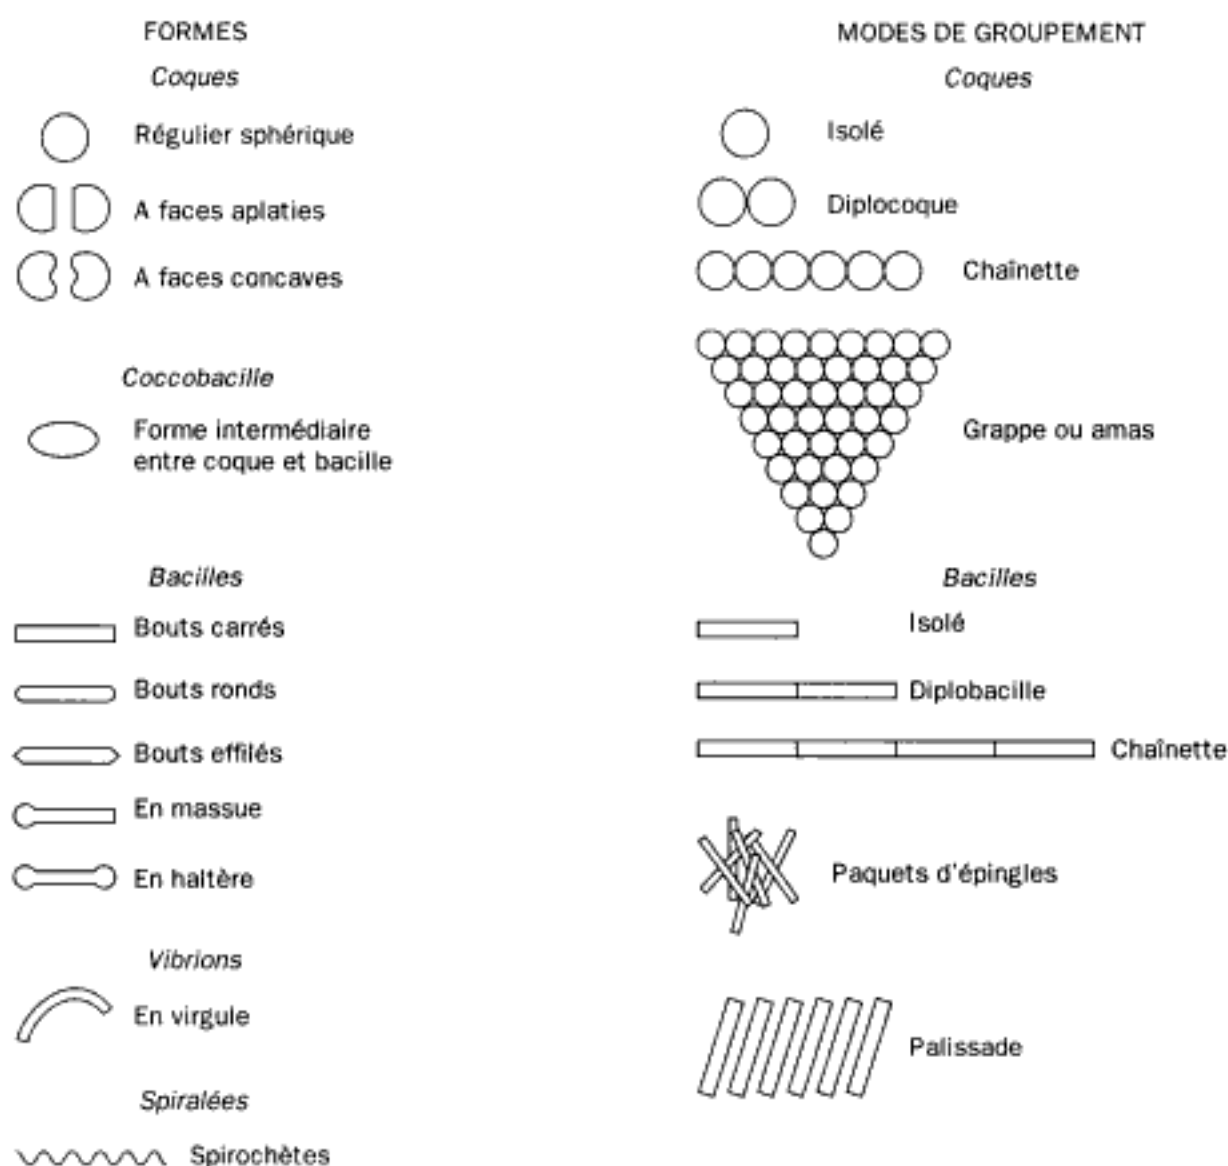 FORMES
Coques
Régulier sphérique
A faces aplaties
A faces concaves
Coccobacille
Forme intermédiaire
entre coque et bacille
Bacilles
Bouts carrés
Bouts ronds
Bouts effilés
En massue
En haltère
Vibrions
En virgule
Spiralées
Spirochètes
MODES DE GROUPEMENT
Coques
Isolé
Diplocoque
Chaînette
Grappe ou amas
Bacilles
Isolé
Diplobacille
Chaînette
Paquets d'épingles
Palissade